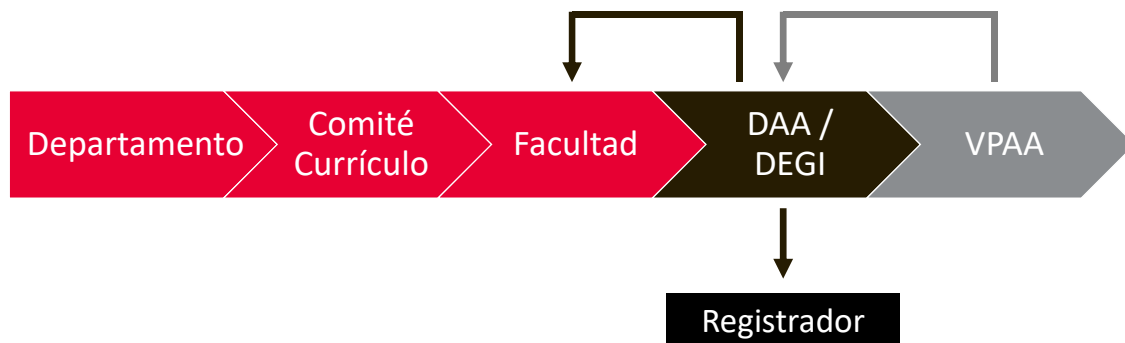 Departamento
Comité
Currículo
Facultad
DAA /
DEGI
VPAA
Registrador